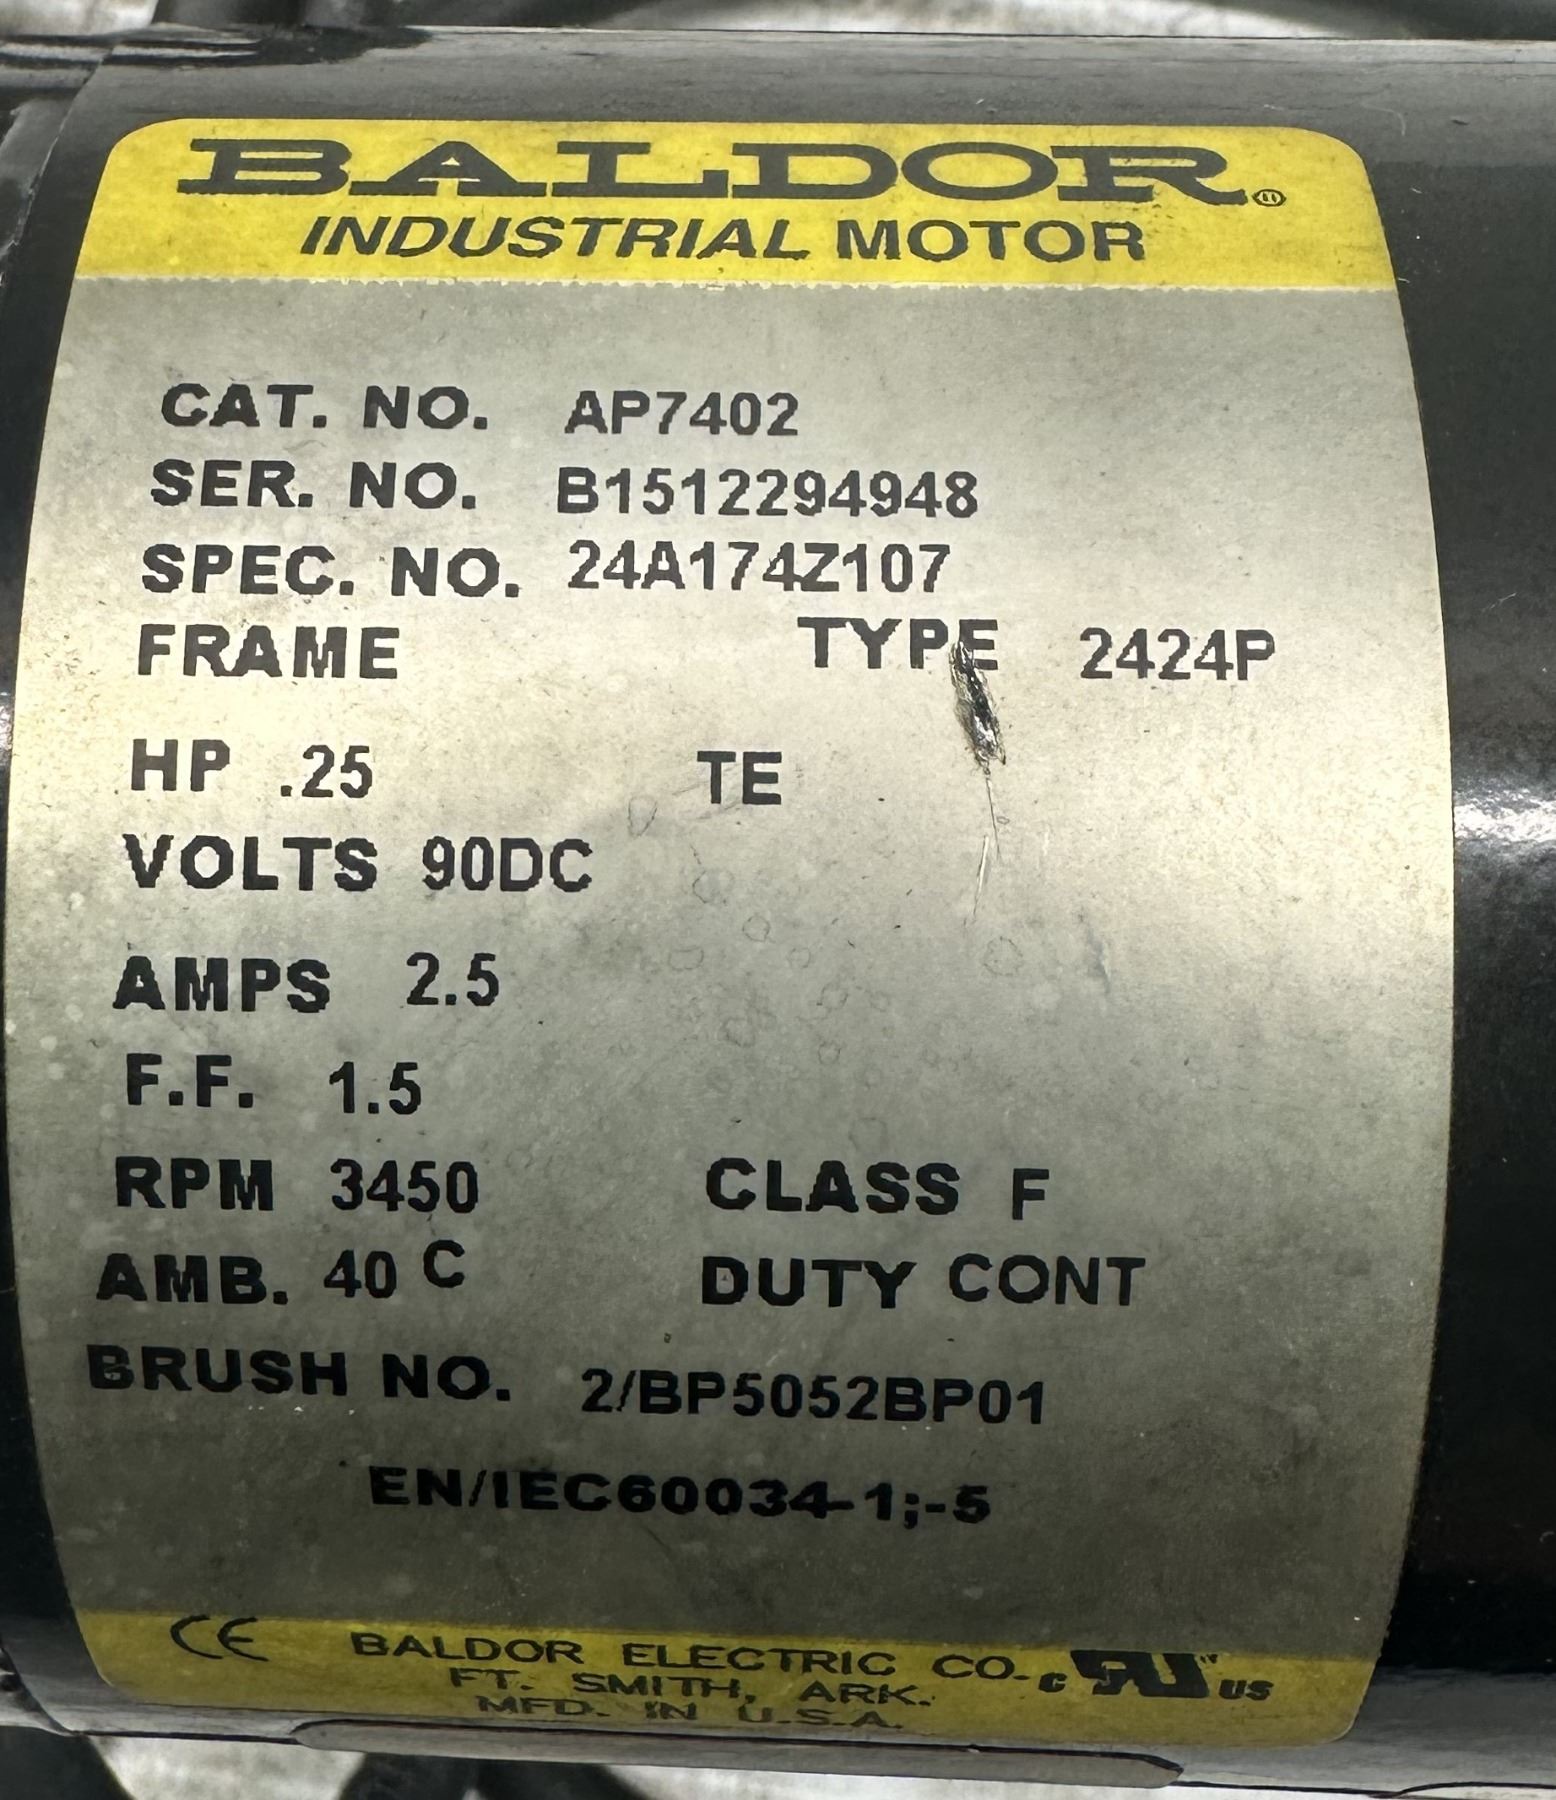 BALDOR®
INDUSTRIAL MOTOR
CAT. NO. AP7402
SER. NO. B1512294948
SPEC. NO. 24A174Z107
FRAME TYPE 2424P
HP .25 TE
VOLTS 90DC
AMPS 2.5
F.F. 1.5
RPM 3450 CLASS F
AMB. 40 C DUTY CONT
BRUSH NO. 2/BP5052BP01
EN/IEC60034-1;-5
CE BALDOR ELECTRIC CO. c RU US
FT. SMITH, ARK.
MFD. IN U.S.A.